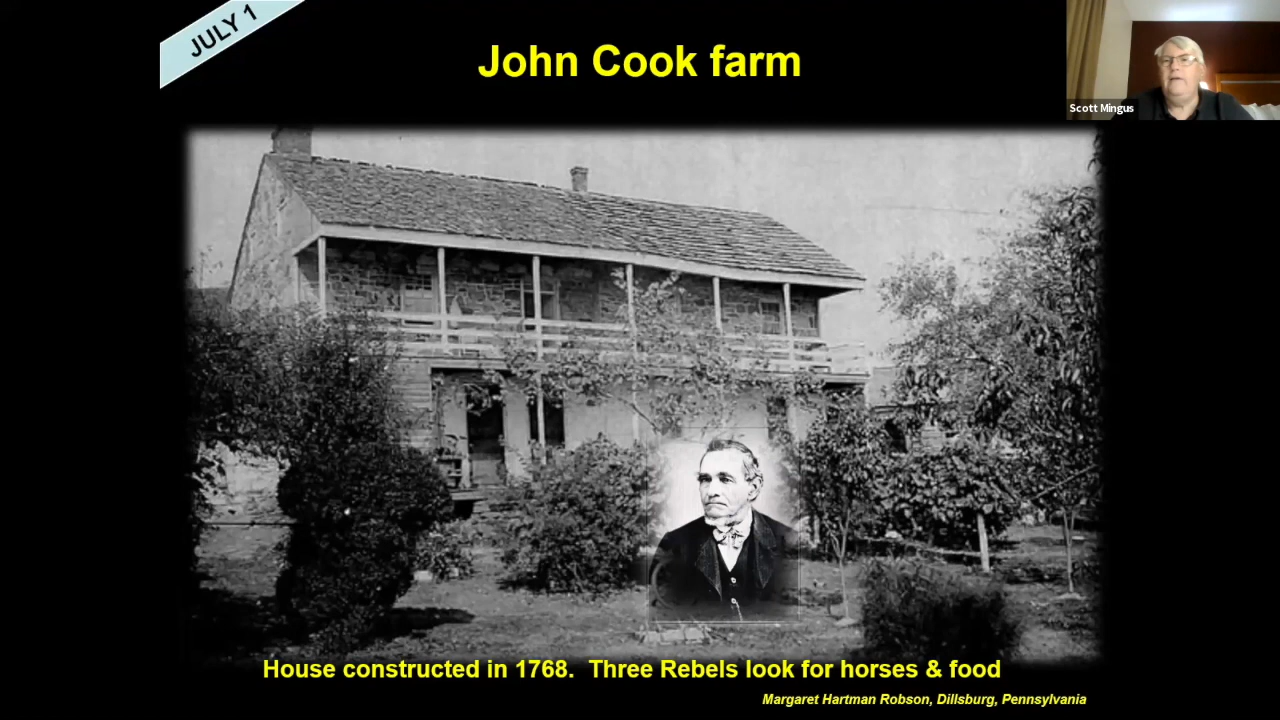 JULY 1
John Cook farm
Scott Mingus
House constructed in 1768. Three Rebels look for horses & food
Margaret Hartman Robson, Dillsburg, Pennsylvania